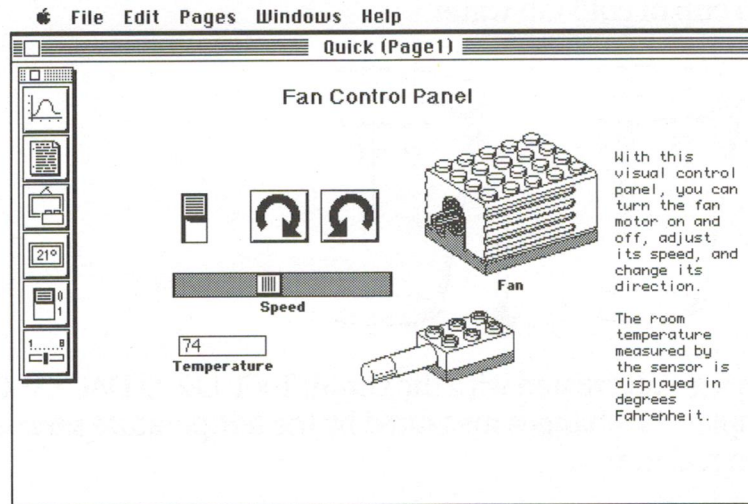 File Edit Pages Windows Help
Quick (Page1)
Fan Control Panel
21°
0
1
1....8
Speed
74
Temperature
Fan
With this
visual control
panel, you can
turn the fan
motor on and
off, adjust
its speed, and
change its
direction.
The room
temperature
measured by
the sensor is
displayed in
degrees
Fahrenheit.